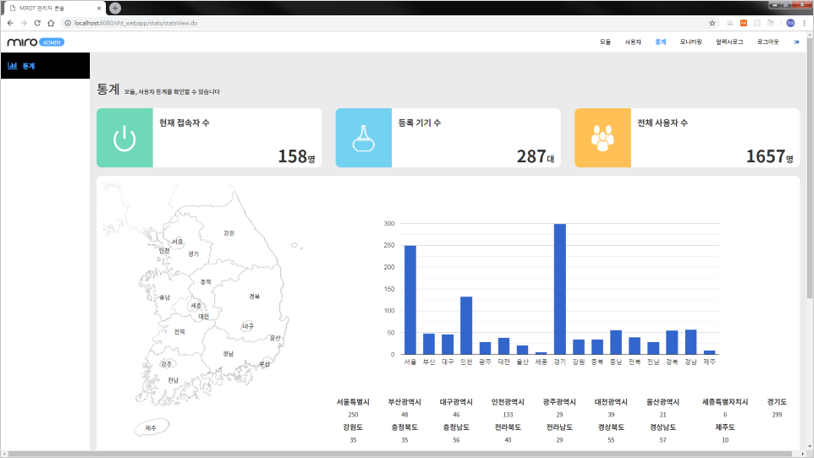 MIROT 관리자 콘솔
localhost:8080/sht_webapp/stats/statsView.do
miro ADMIN
모듈 사용자 통계 모니터링 알렉사로그 로그아웃
통계
통계 모듈, 사용자 통계를 확인할 수 있습니다
현재 접속자 수
158명
등록 기기 수
287대
전체 사용자 수
1657명
강원
서울
인천
경기
충북
충남
세종
경북
대전
대구
전북
울산
경남
광주
부산
전남
제주
300
250
200
150
100
50
0
서울 부산 대구 인천 광주 대전 울산 세종 경기 강원 충북 충남 전북 전남 경북 경남 제주
서울특별시 부산광역시 대구광역시 인천광역시 광주광역시 대전광역시 울산광역시 세종특별자치시 경기도
250 48 46 133 29 39 21 6 299
강원도 충청북도 충청남도 전라북도 전라남도 경상북도 경상남도 제주도
35 35 56 40 29 55 57 10